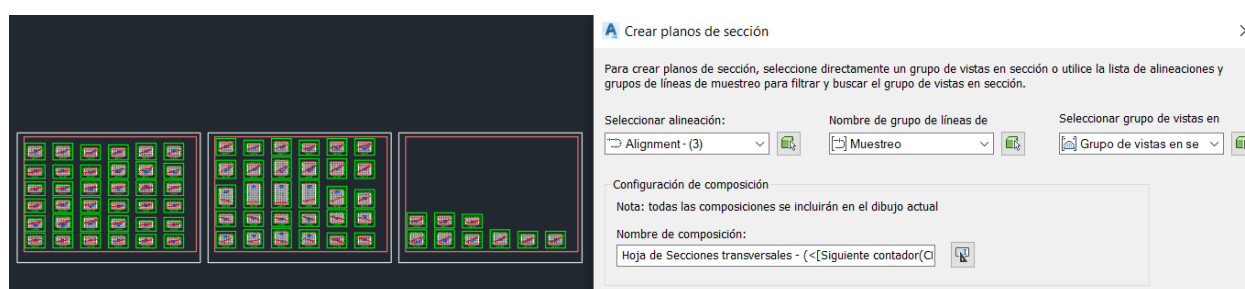 Crear planos de sección
Para crear planos de sección, seleccione directamente un grupo de vistas en sección o utilice la lista de alineaciones y
grupos de líneas de muestreo para filtrar y buscar el grupo de vistas en sección.
Seleccionar alineación:
Nombre de grupo de líneas de
Seleccionar grupo de vistas en
Alignment - (3)
Muestreo
Grupo de vistas en se
Configuración de composición
Nota: todas las composiciones se incluirán en el dibujo actual
Nombre de composición:
Hoja de Secciones transversales - (<[Siguiente contador(Cl